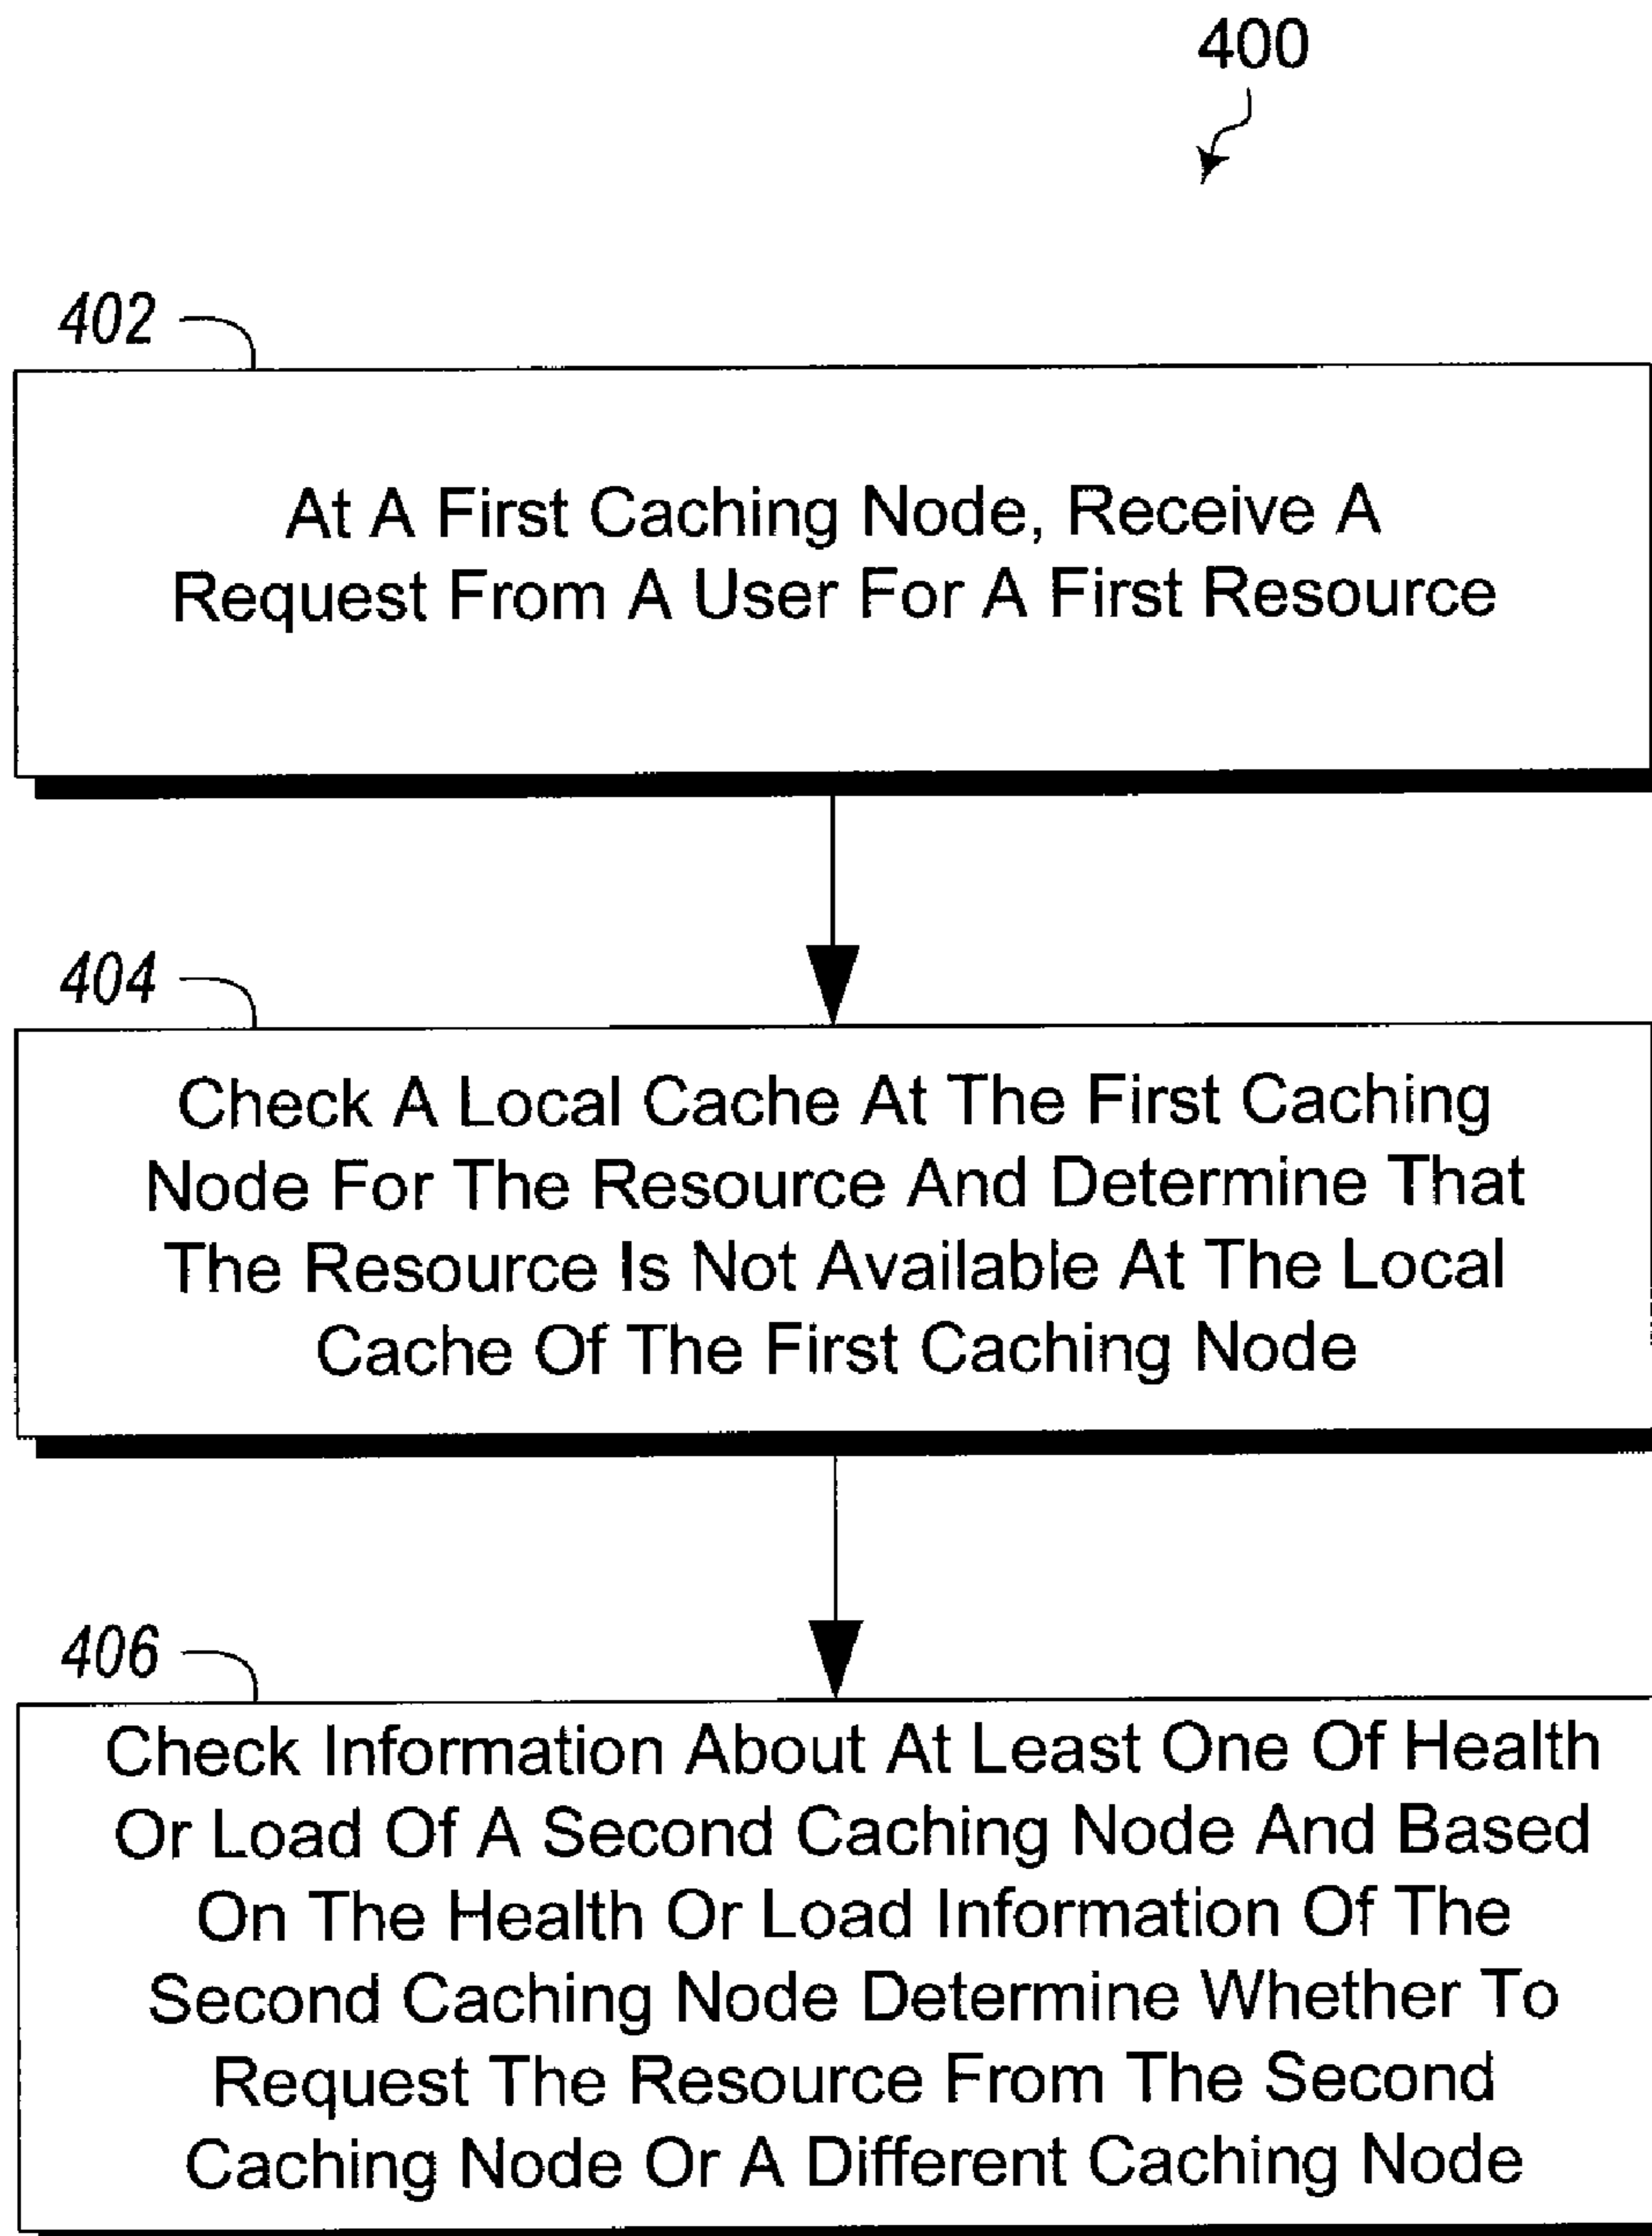 400
402
At A First Caching Node, Receive A
Request From A User For A First Resource
404
Check A Local Cache At The First Caching
Node For The Resource And Determine That
The Resource Is Not Available At The Local
Cache Of The First Caching Node
406
Check Information About At Least One Of Health
Or Load Of A Second Caching Node And Based
On The Health Or Load Information Of The
Second Caching Node Determine Whether To
Request The Resource From The Second
Caching Node Or A Different Caching Node